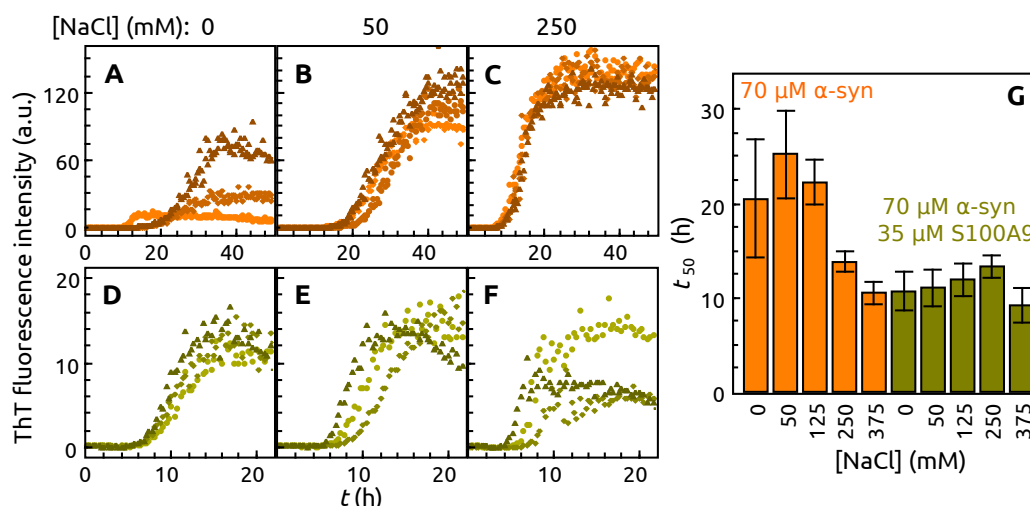 [NaCl] (mM): 0 50 250
A B C
ThT fluorescence intensity (a.u.)
120
60
0
0 20 40 20 40 20 40
D E F
20
10
0
0 10 20 10 20 10 20
t (h)
G
70 μM α-syn
70 μM α-syn
35 μM S100A9
t50 (h)
30
20
10
0
0 50 125 250 375 0 50 125 250 375
[NaCl] (mM)